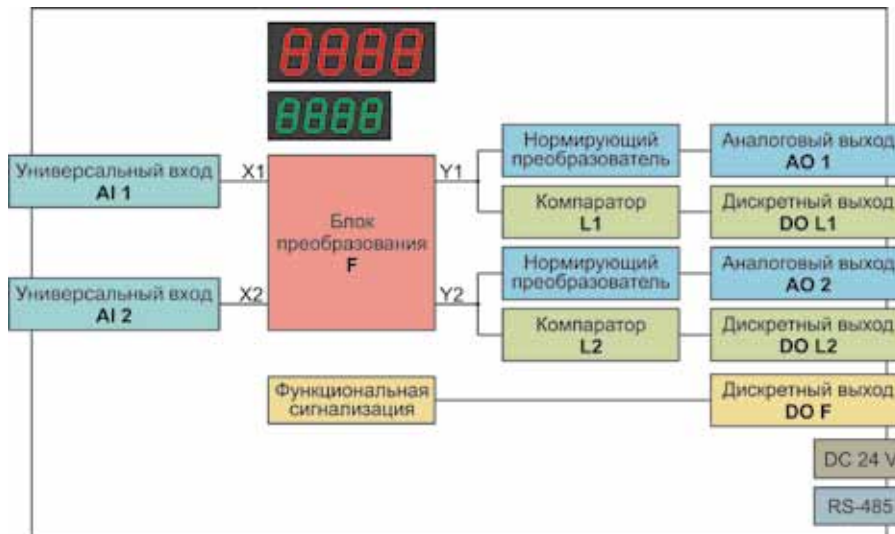 8888
8888
Универсальный вход
AI 1
X1
Блок
преобразования
F
Y1
Нормирующий
преобразователь
Аналоговый выход
AO 1
Компаратор
L1
Дискретный выход
DO L1
Универсальный вход
AI 2
X2
Y2
Нормирующий
преобразователь
Аналоговый выход
AO 2
Компаратор
L2
Дискретный выход
DO L2
Функциональная
сигнализация
Дискретный выход
DO F
DC 24 V
RS-485